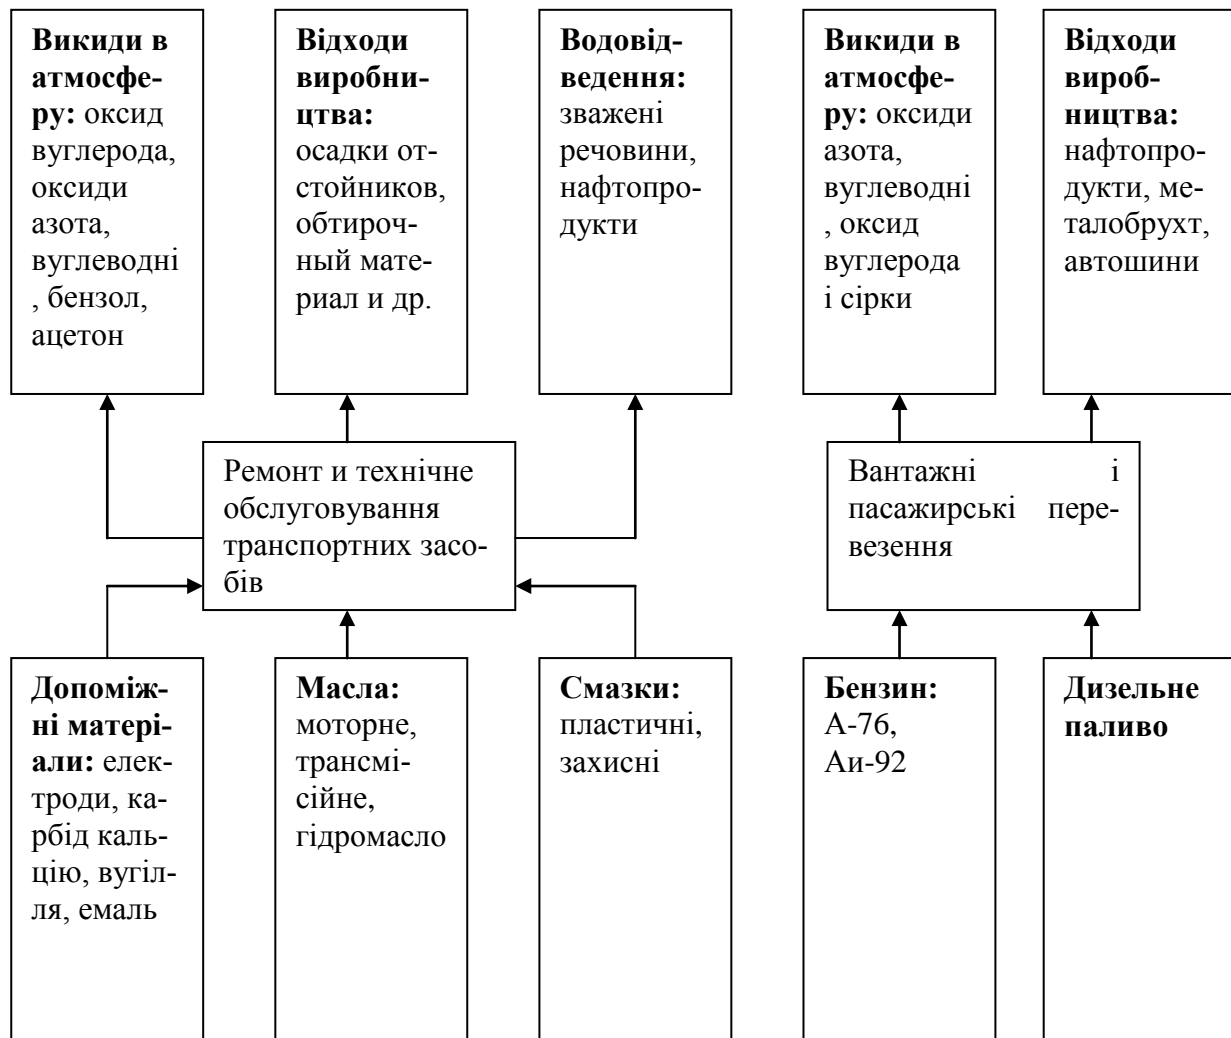 Викиди в
атмосфе-
ру: оксид
вуглерода,
оксиди
азота,
вуглеводні
, бензол,
ацетон
Відходи
виробни-
цтва:
осадки от-
стойников,
обтироч-
ный мате-
риал и др.
Водовід-
ведення:
зважені
речовини,
нафтопро-
дукти
Викиди в
атмосфе-
ру: оксиди
азота,
вуглеводні
, оксид
вуглерода
і сірки
Відходи
вироб-
ництва:
нафтопро-
дукти, ме-
талобрухт,
автошини
Ремонт и технічне
обслуговування
транспортних засо-
бів
Вантажні і
пасажирські пере-
везення
Допоміж-
ні матері-
али: елек-
троди, ка-
рбід каль-
цію, вугіл-
ля, емаль
Масла:
моторне,
трансмі-
сійне,
гідромасло
Смазки:
пластичні,
захисні
Бензин:
А-76,
Аи-92
Дизельне
паливо